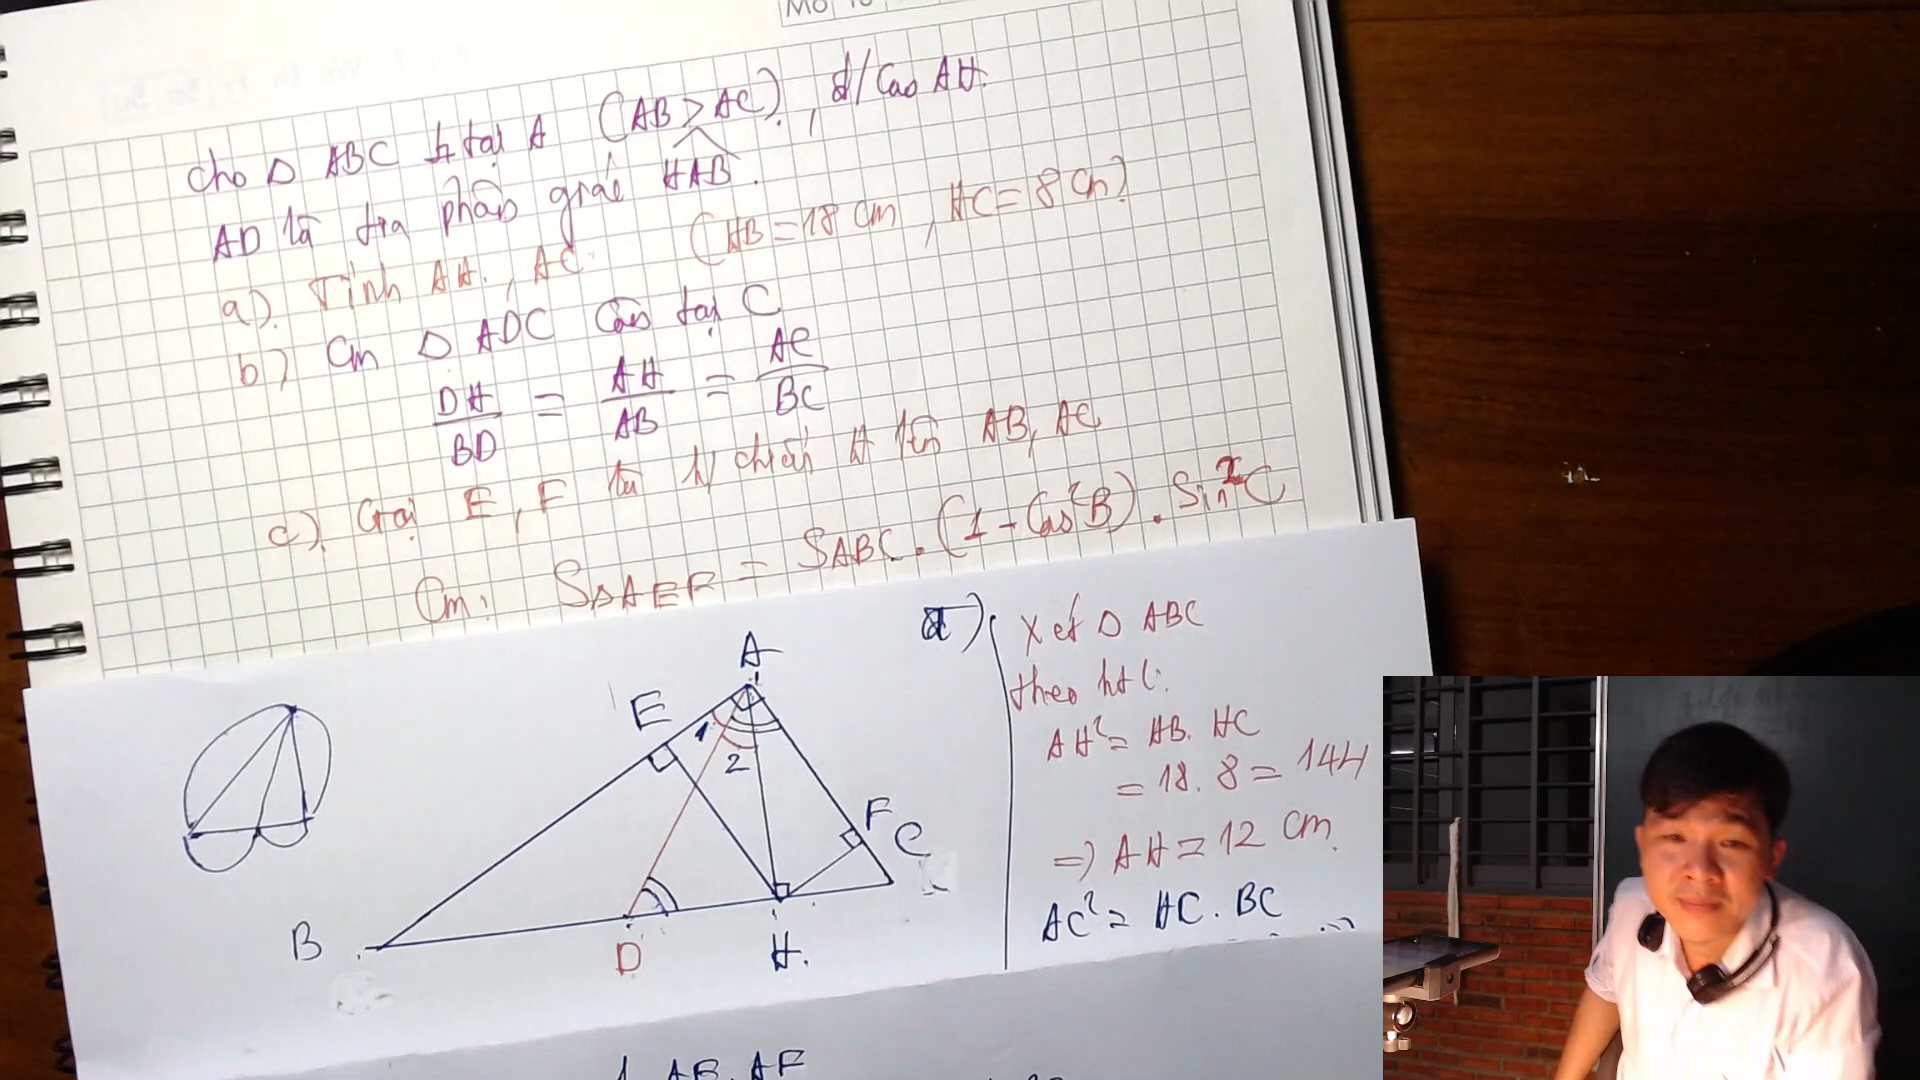 Mo
Cho Δ ABC ⊥ tại A (AB > AC), đ/cao AH.
AD là tia phân giác HAB.
a). Tính AH, AC. (HB = 18 cm, HC = 8 cm)
b) Cm Δ ADC cân tại C
DH/BD = AH/AB = AC/BC
c). Gọi E, F là h/chiếu H lên AB, AC
Cm: SΔAEF = SABC. (1 - Cos²B). Sin²C
A
E
1
2
F
C
B
D
H.
a)
Xét Δ ABC
theo htl:
AH² = HB. HC
= 18. 8 = 144
=) AH = 12 cm.
AC² = HC. BC